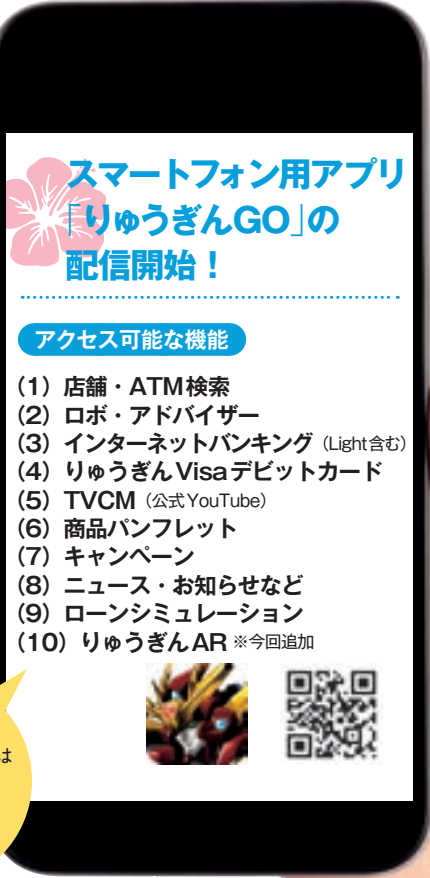 スマートフォン用アプリ
「りゅうぎんGO」の
配信開始！
アクセス可能な機能
（1）店舗・ATM検索
（2）ロボ・アドバイザー
（3）インターネットバンキング（Light含む）
（4）りゅうぎんVisaデビットカード
（5）TVCM（公式YouTube）
（6）商品パンフレット
（7）キャンペーン
（8）ニュース・お知らせなど
（9）ローンシミュレーション
（10）りゅうぎんAR ※今回追加
は